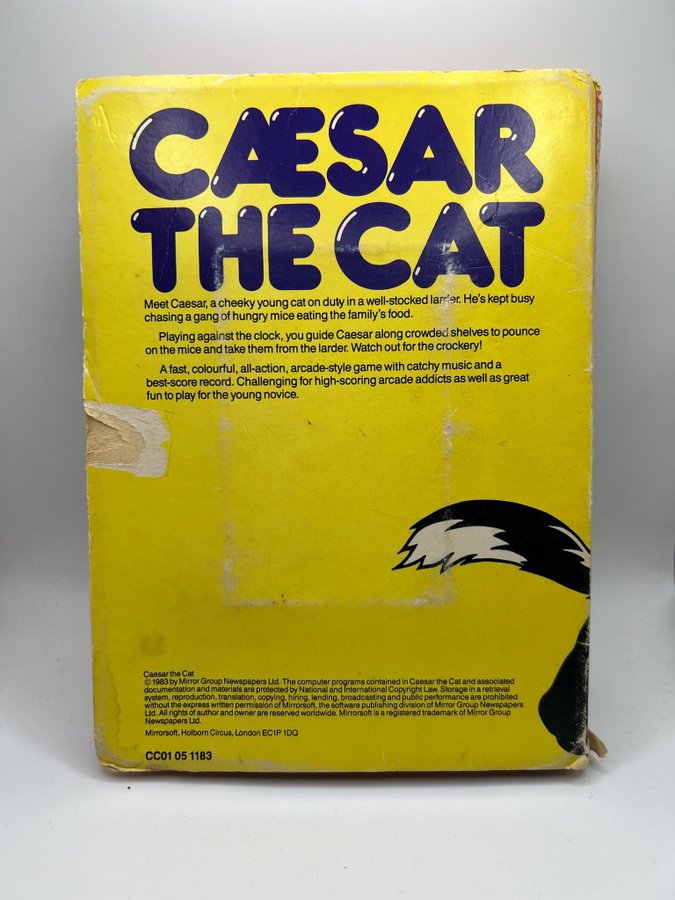 CÆSAR
THE CAT
Meet Caesar, a cheeky young cat on duty in a well-stocked larder. He's kept busy
chasing a gang of hungry mice eating the family's food.
Playing against the clock, you guide Caesar along crowded shelves to pounce
on the mice and take them from the larder. Watch out for the crockery!
A fast, colourful, all-action, arcade-style game with catchy music and a
best-score record. Challenging for high-scoring arcade addicts as well as great
fun to play for the young novice.
Caesar the Cat
© 1983 by Mirror Group Newspapers Ltd. The computer programs contained in Caesar the Cat and associated
documentation and materials are protected by National and International Copyright Law. Storage in a retrieval
system, reproduction, translation, copying, hiring, lending, broadcasting and public performance are prohibited
without the express written permission of Mirrorsoft, the software publishing division of Mirror Group Newspapers
Ltd. All rights of author and owner are reserved worldwide. Mirrorsoft is a registered trademark of Mirror Group
Newspapers Ltd.
Mirrorsoft, Holborn Circus, London EC1P 1DQ
CC01 05 1183